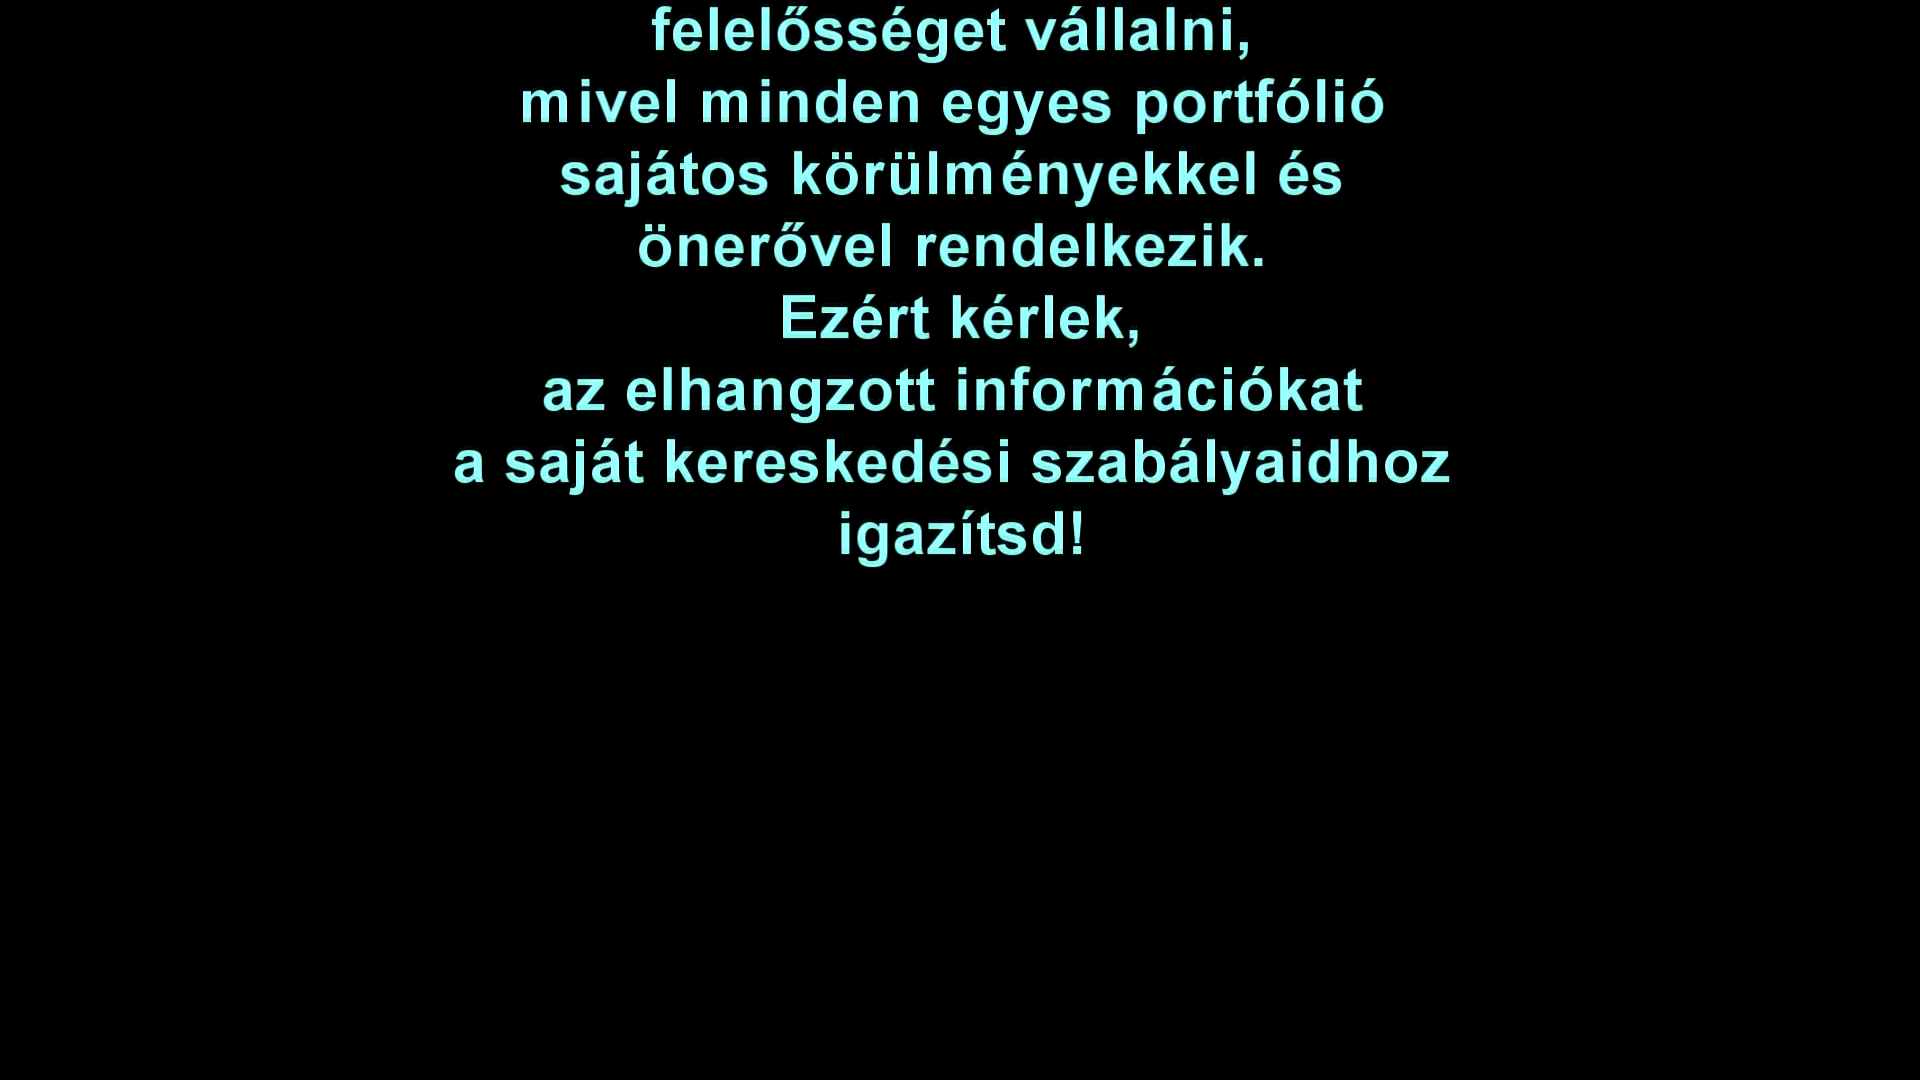 felelősséget vállalni,
mivel minden egyes portfólió
sajátos körülményekkel és
önerővel rendelkezik.
Ezért kérlek,
az elhangzott információkat
a saját kereskedési szabályaidhoz
igazítsd!